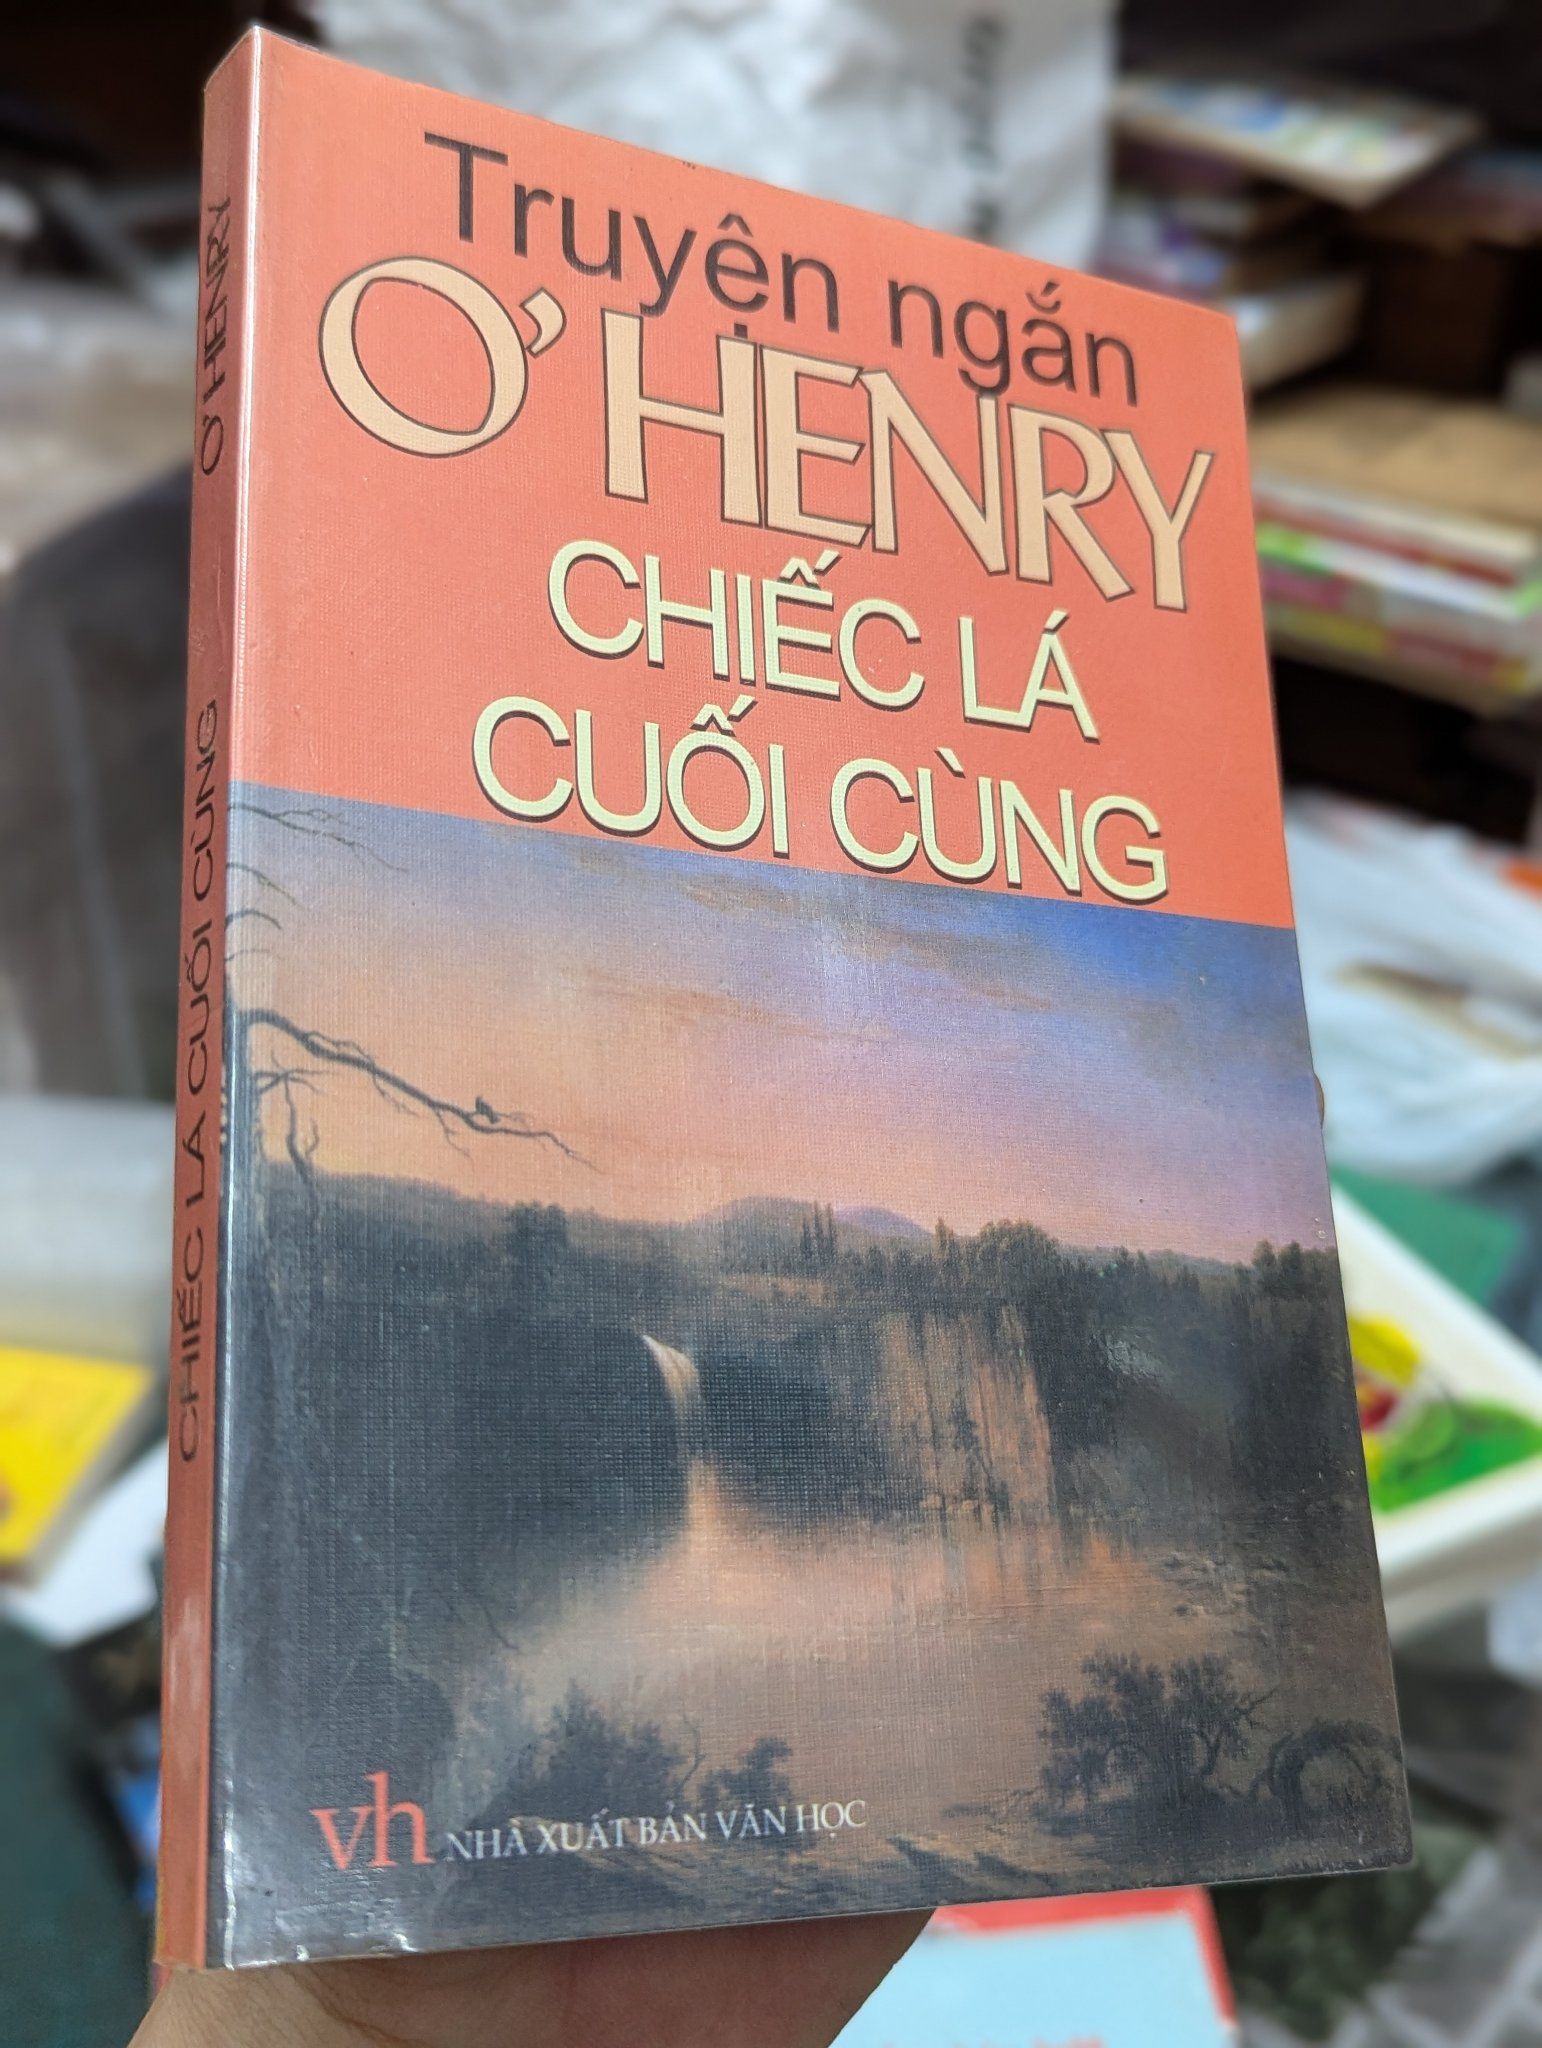 Truyện ngắn
O'HENRY
CHIẾC LÁ
CUỐI CÙNG
vh NHÀ XUẤT BẢN VĂN HỌC
CHIẾC LÁ CUỐI CÙNG O'HENRY